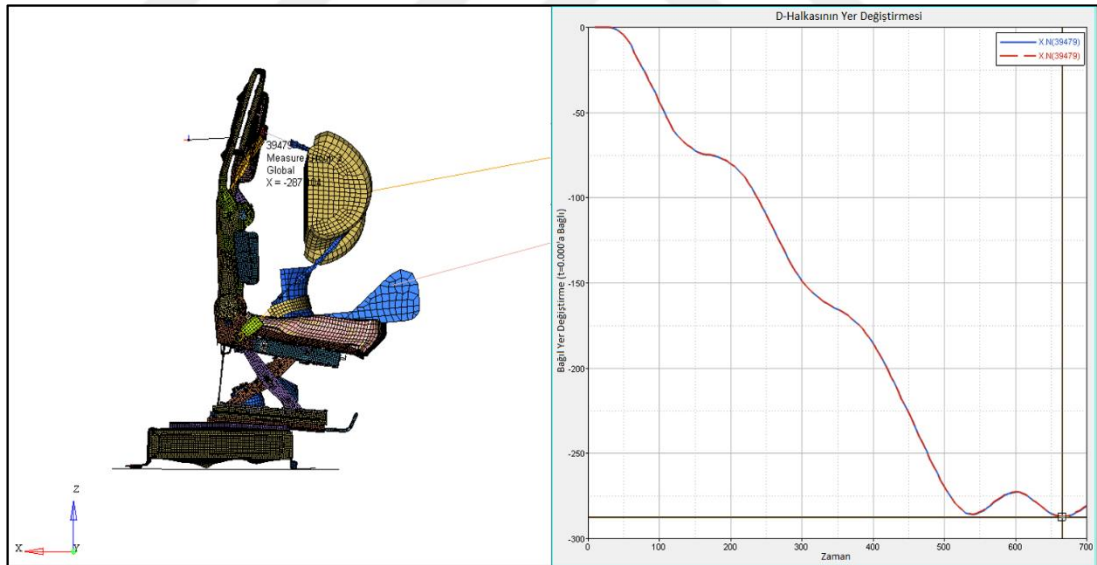 39479
Measure
Global
X = -287
Z
X
Y
D-Halkasının Yer Değiştirmesi
X.N(39479)
X.N(39479)
Bağıl Yer Değiştirme (t=0.000'a Bağlı)
0
-50
-100
-150
-200
-250
-300
0 100 200 300 400 500 600 700
Zaman